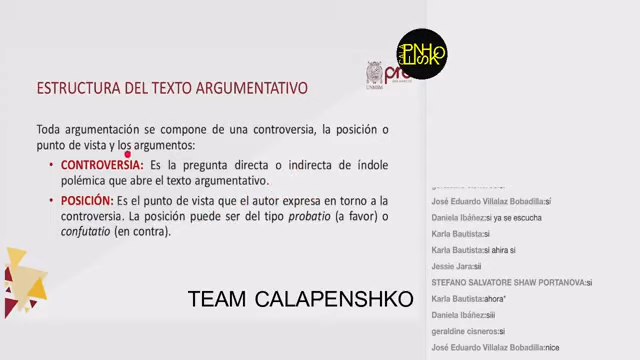 ESTRUCTURA DEL TEXTO ARGUMENTATIVO
Toda argumentación se compone de una controversia, la posición o
punto de vista y los argumentos:
• CONTROVERSIA: Es la pregunta directa o indirecta de índole
polémica que abre el texto argumentativo.
• POSICIÓN: Es el punto de vista que el autor expresa en torno a la
controversia. La posición puede ser del tipo probatio (a favor) o
confutatio (en contra).
TEAM CALAPENSHKO
José Eduardo Villalaz Bobadilla:sí
Daniela Ibáñez:si ya se escucha
Karla Bautista:si
Karla Bautista:si ahira si
Jessie Jara:sii
STEFANO SALVATORE SHAW PORTANOVA:si
Karla Bautista:ahora*
Daniela Ibáñez:siii
geraldine cisneros:si
José Eduardo Villalaz Bobadilla:nice